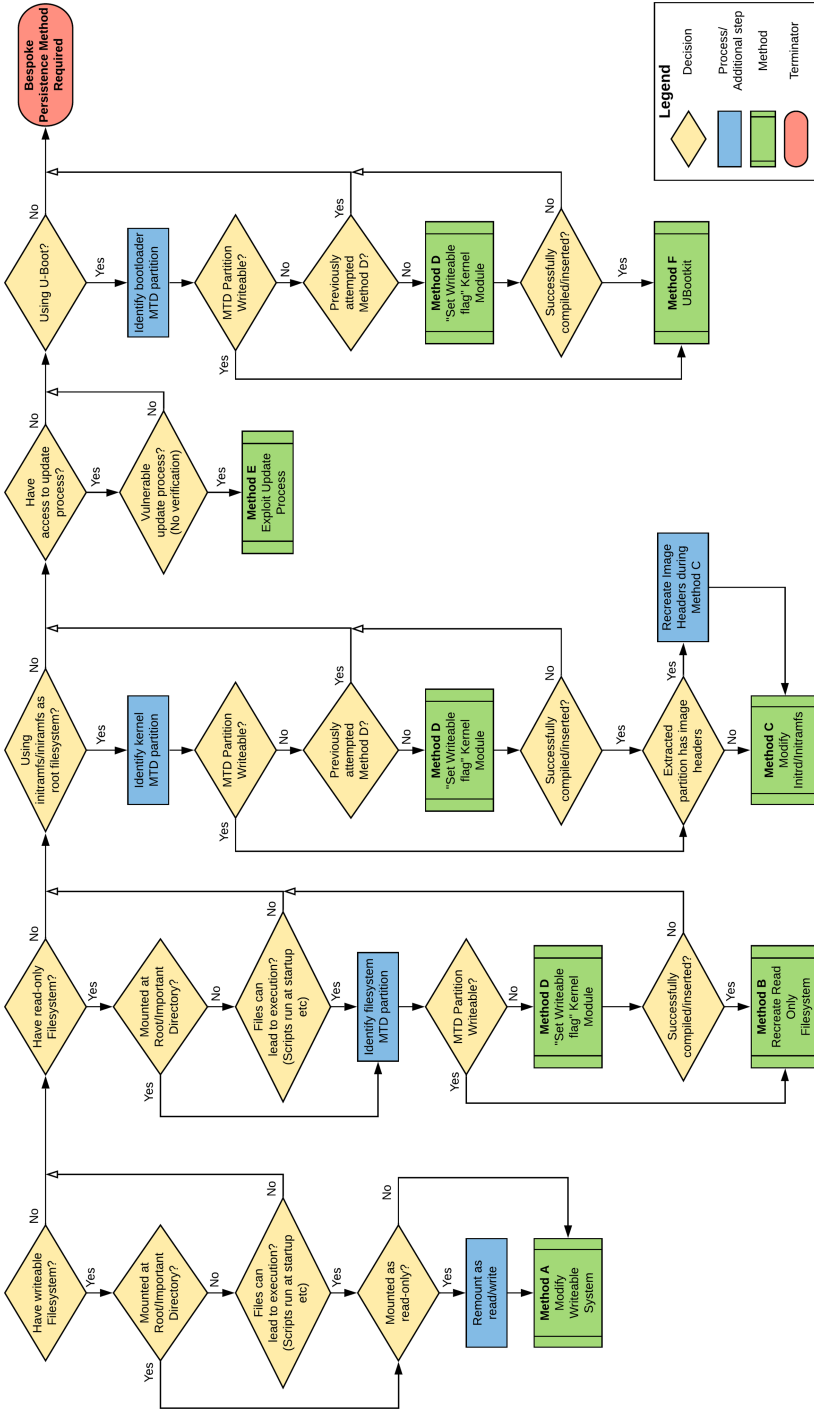 Have writeable
Filesystem?
No
Yes
Mounted at
Root/Important
Directory?
Yes
No
Files can
lead to execution?
(Scripts run at startup
etc)
No
Yes
Mounted as
read-only?
No
Yes
Remount as
read/write
Method A
Modify
Writeable
System
Have read-only
Filesystem?
No
Yes
Mounted at
Root/Important
Directory?
Yes
No
Files can
lead to execution?
(Scripts run at startup
etc)
No
Yes
Identify filesystem
MTD partition
MTD Partition
Writeable?
Yes
No
Method D
"Set Writeable
flag" Kernel
Module
Successfully
compiled/inserted?
No
Yes
Method B
Recreate Read
Only
Filesystem
Using
initramfs/iniramfs as
root filesystem?
No
Yes
Identify kernel
MTD partition
MTD Partition
Writeable?
Yes
No
Previously
attempted
Method D?
Yes
No
Method D
"Set Writeable
flag" Kernel
Module
Successfully
compiled/inserted?
No
Yes
Extracted
partition has image
headers
Yes
No
Recreate Image
Headers during
Method C
Method C
Modify
Initrd/Initramfs
Have
access to update
process?
No
Yes
Vulnerable
update process?
(No verification)
No
Yes
Method E
Exploit Update
Process
Using U-Boot?
No
Yes
Identify bootloader
MTD partition
MTD Partition
Writeable?
Yes
No
Previously
attempted
Method D?
Yes
No
Method D
"Set Writeable
flag" Kernel
Module
Successfully
compiled/inserted?
No
Yes
Method F
UBootkit
Bespoke
Persistence Method
Required
Legend
Decision
Process/
Additional step
Method
Terminator